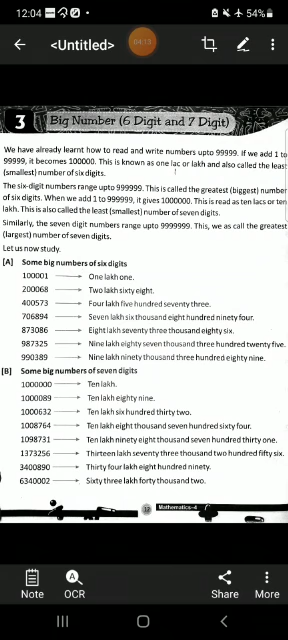 12:04 54%
<Untitled> 04:13
3 Big Number (6 Digit and 7 Digit)
We have already learnt how to read and write numbers upto 99999. If we add 1 to
99999, it becomes 100000. This is known as one lac or lakh and also called the least
(smallest) number of six digits.
The six-digit numbers range upto 999999. This is called the greatest (biggest) number
of six digits. When we add 1 to 999999, it gives 1000000. This is read as ten lacs or ten
lakh. This is also called the least (smallest) number of seven digits.
Similarly, the seven digit numbers range upto 9999999. This, we as call the greatest
(largest) number of seven digits.
Let us now study.
[A] Some big numbers of six digits
100001 → One lakh one.
200068 → Two lakh sixty eight.
400573 → Four lakh five hundred seventy three.
706894 → Seven lakh six thousand eight hundred ninety four.
873086 → Eight lakh seventy three thousand eighty six.
987325 → Nine lakh eighty seven thousand three hundred twenty five.
990389 → Nine lakh ninety thousand three hundred eighty nine.
[B] Some big numbers of seven digits
1000000 → Ten lakh.
1000089 → Ten lakh eighty nine.
1000632 → Ten lakh six hundred thirty two.
1008764 → Ten lakh eight thousand seven hundred sixty four.
1098731 → Ten lakh ninety eight thousand seven hundred thirty one.
1373256 → Thirteen lakh seventy three thousand two hundred fifty six.
3400890 → Thirty four lakh eight hundred ninety.
6340002 → Sixty three lakh forty thousand two.
12 Mathematics-4
Note OCR Share More